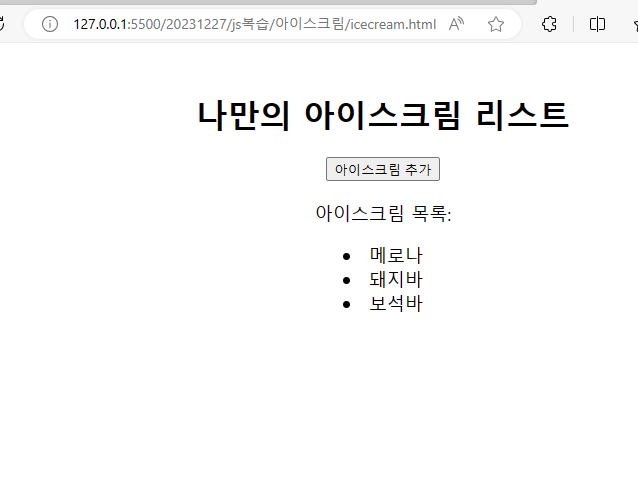 127.0.0.1:5500/20231227/js복습/아이스크림/icecream.html
나만의 아이스크림 리스트
아이스크림 추가
아이스크림 목록:
• 메로나
• 돼지바
• 보석바